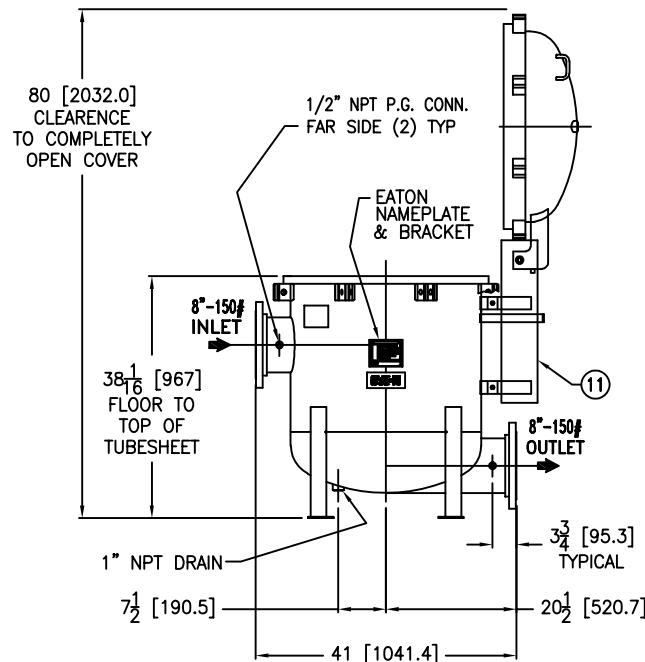 80 [2032.0]
CLEARENCE
TO COMPLETELY
OPEN COVER
1/2" NPT P.G. CONN.
FAR SIDE (2) TYP
EATON
NAMEPLATE
& BRACKET
8"-150#
INLET
38 1/16 [967]
FLOOR TO
TOP OF
TUBESHEET
11
8"-150#
OUTLET
3 3/4 [95.3]
TYPICAL
1" NPT DRAIN
7 1/2 [190.5]
20 1/2 [520.7]
41 [1041.4]